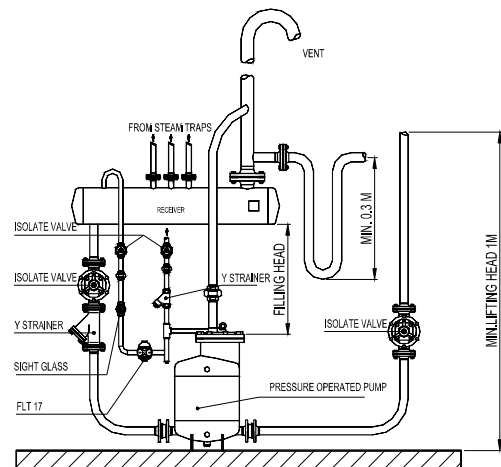 VENT
FROM STEAM TRAPS
RECEIVER
ISOLATE VALVE
ISOLATE VALVE
Y STRAINER
Y STRAINER
SIGHT GLASS
FLT 17
FILLING HEAD
MIN. 0.3 M
ISOLATE VALVE
PRESSURE OPERATED PUMP
MIN.LIFTING HEAD 1M